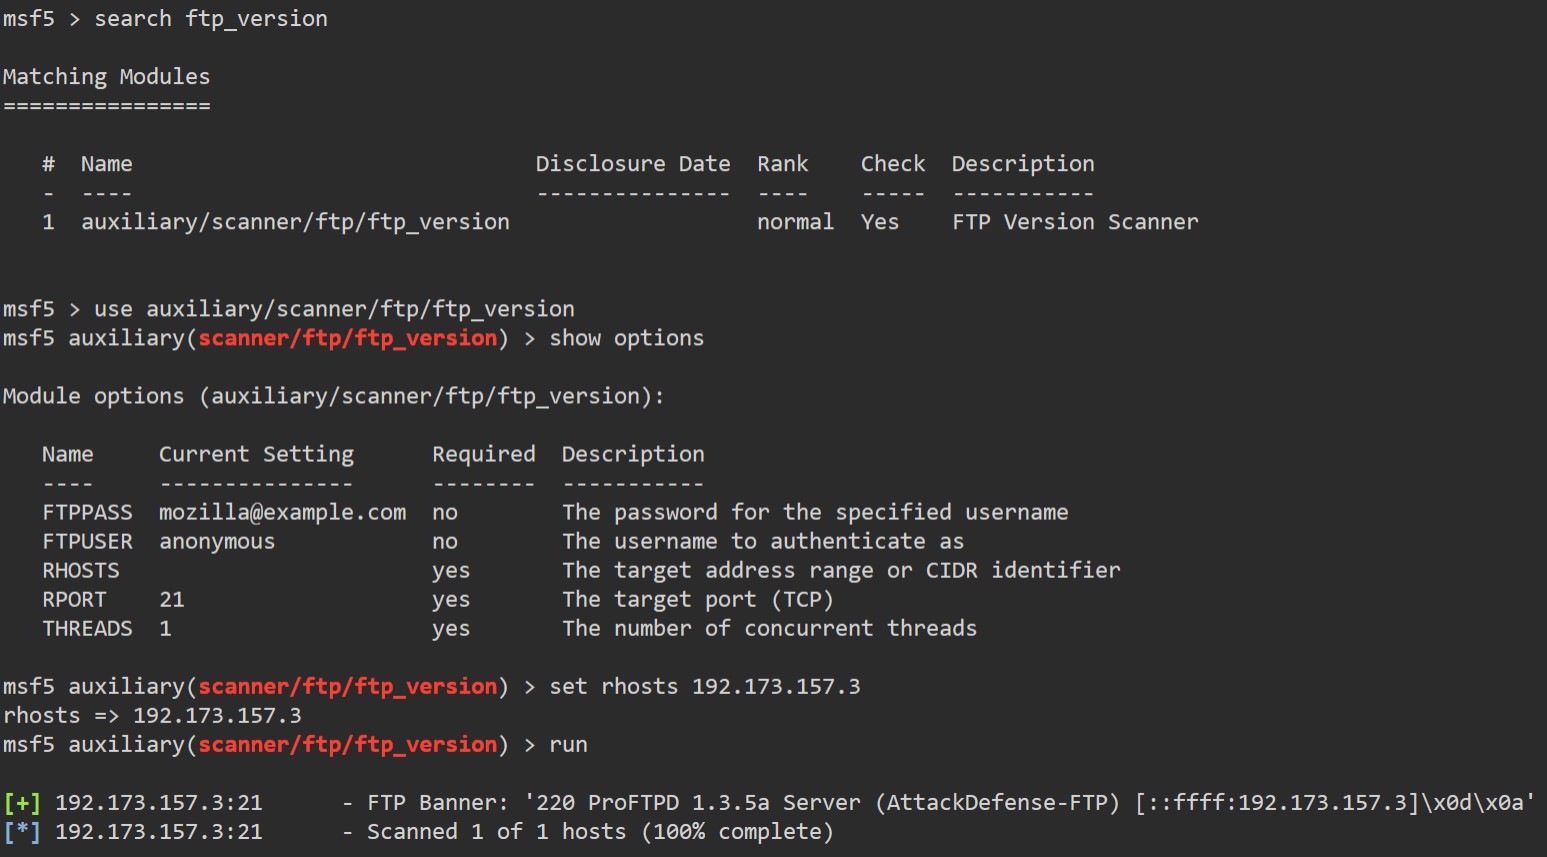 msf5 > search ftp_version
Matching Modules
================
#  Name                                 Disclosure Date  Rank    Check  Description
-  ----                                 ---------------  ----    -----  -----------
1  auxiliary/scanner/ftp/ftp_version                     normal  Yes    FTP Version Scanner
msf5 > use auxiliary/scanner/ftp/ftp_version
msf5 auxiliary(scanner/ftp/ftp_version) > show options
Module options (auxiliary/scanner/ftp/ftp_version):
Name     Current Setting      Required  Description
----     ---------------      --------  -----------
FTPPASS  mozilla@example.com  no        The password for the specified username
FTPUSER  anonymous            no        The username to authenticate as
RHOSTS                        yes       The target address range or CIDR identifier
RPORT    21                   yes       The target port (TCP)
THREADS  1                    yes       The number of concurrent threads
msf5 auxiliary(scanner/ftp/ftp_version) > set rhosts 192.173.157.3
rhosts => 192.173.157.3
msf5 auxiliary(scanner/ftp/ftp_version) > run
[+] 192.173.157.3:21      - FTP Banner: '220 ProFTPD 1.3.5a Server (AttackDefense-FTP) [::ffff:192.173.157.3]\x0d\x0a'
[*] 192.173.157.3:21      - Scanned 1 of 1 hosts (100% complete)